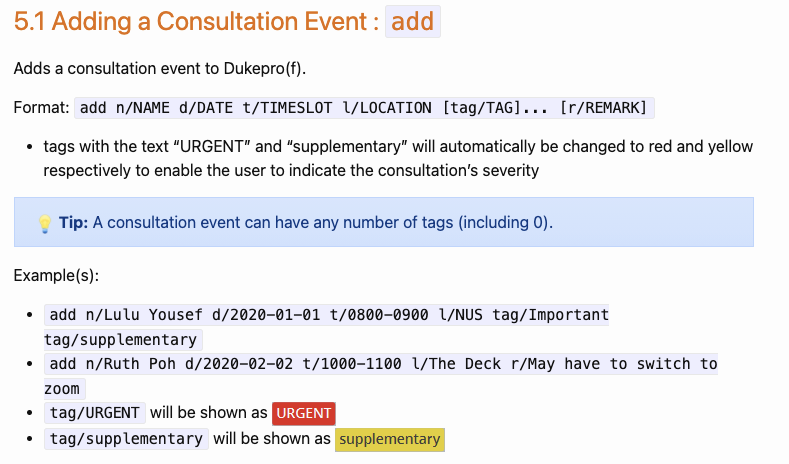 5.1 Adding a Consultation Event : add
Adds a consultation event to Dukepro(f).
Format: add n/NAME d/DATE t/TIMESLOT l/LOCATION [tag/TAG]... [r/REMARK]
• tags with the text “URGENT” and “supplementary” will automatically be changed to red and yellow
respectively to enable the user to indicate the consultation’s severity
💡 Tip: A consultation event can have any number of tags (including 0).
Example(s):
• add n/Lulu Yousef d/2020-01-01 t/0800-0900 l/NUS tag/Important
tag/supplementary
• add n/Ruth Poh d/2020-02-02 t/1000-1100 l/The Deck r/May have to switch to
zoom
• tag/URGENT will be shown as URGENT
• tag/supplementary will be shown as supplementary